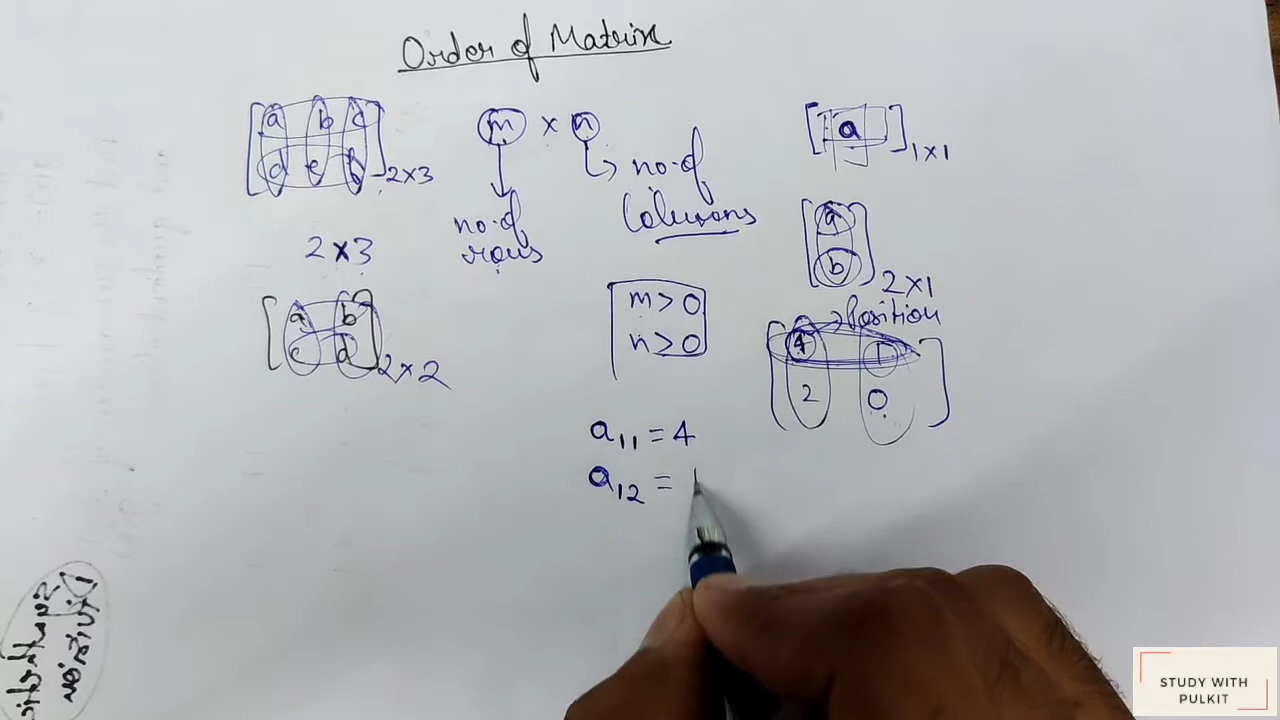 Order of Matrix
[a b c
d e f] 2×3
m × n
no. of rows
no. of Columns
2 × 3
[a b
c d] 2×2
m > 0
n > 0
[a] 1×1
[a
b] 2×1
Position
[4 1
2 0]
a11 = 4
a12 =
STUDY WITH
PULKIT